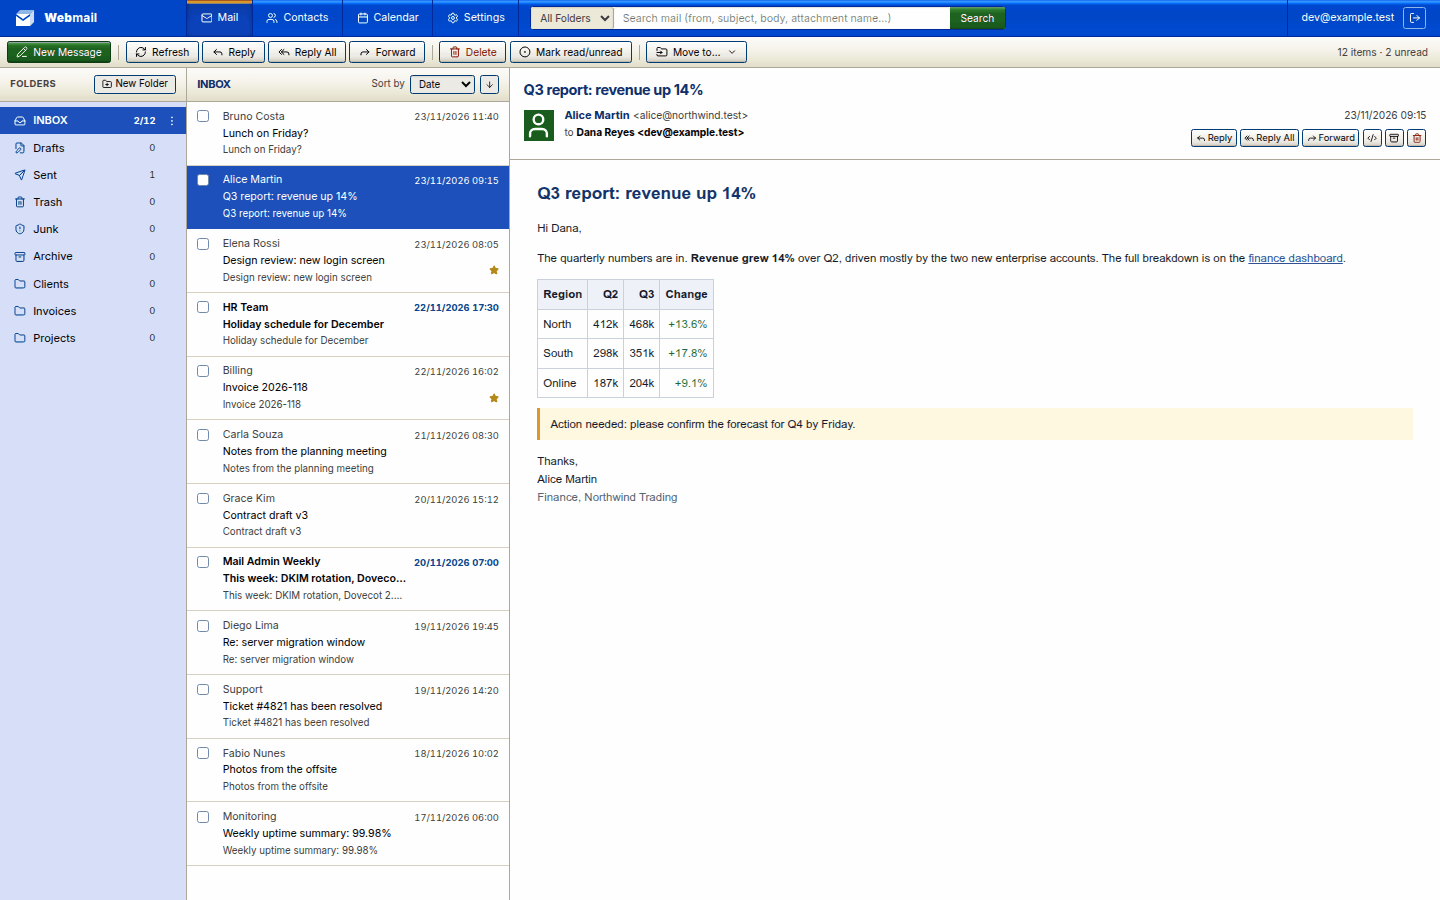 Webmail
Mail
Contacts
Calendar
Settings
All Folders
Search mail (from, subject, body, attachment name...)
Search
dev@example.test
New Message
Refresh
Reply
Reply All
Forward
Delete
Mark read/unread
Move to...
12 items · 2 unread
FOLDERS
New Folder
INBOX 2/12
Drafts 0
Sent 1
Trash 0
Junk 0
Archive 0
Clients 0
Invoices 0
Projects 0
INBOX
Sort by
Date
Bruno Costa 23/11/2026 11:40
Lunch on Friday?
Lunch on Friday?
Alice Martin 23/11/2026 09:15
Q3 report: revenue up 14%
Q3 report: revenue up 14%
Elena Rossi 23/11/2026 08:05
Design review: new login screen
Design review: new login screen
HR Team 22/11/2026 17:30
Holiday schedule for December
Holiday schedule for December
Billing 22/11/2026 16:02
Invoice 2026-118
Invoice 2026-118
Carla Souza 21/11/2026 08:30
Notes from the planning meeting
Notes from the planning meeting
Grace Kim 20/11/2026 15:12
Contract draft v3
Contract draft v3
Mail Admin Weekly 20/11/2026 07:00
This week: DKIM rotation, Doveco...
This week: DKIM rotation, Dovecot 2....
Diego Lima 19/11/2026 19:45
Re: server migration window
Re: server migration window
Support 19/11/2026 14:20
Ticket #4821 has been resolved
Ticket #4821 has been resolved
Fabio Nunes 18/11/2026 10:02
Photos from the offsite
Photos from the offsite
Monitoring 17/11/2026 06:00
Weekly uptime summary: 99.98%
Weekly uptime summary: 99.98%
Q3 report: revenue up 14%
Alice Martin <alice@northwind.test> 23/11/2026 09:15
to Dana Reyes <dev@example.test>
Reply
Reply All
Forward
Q3 report: revenue up 14%
Hi Dana,
The quarterly numbers are in. Revenue grew 14% over Q2, driven mostly by the two new enterprise accounts. The full breakdown is on the finance dashboard.
Region Q2 Q3 Change
North 412k 468k +13.6%
South 298k 351k +17.8%
Online 187k 204k +9.1%
Action needed: please confirm the forecast for Q4 by Friday.
Thanks,
Alice Martin
Finance, Northwind Trading